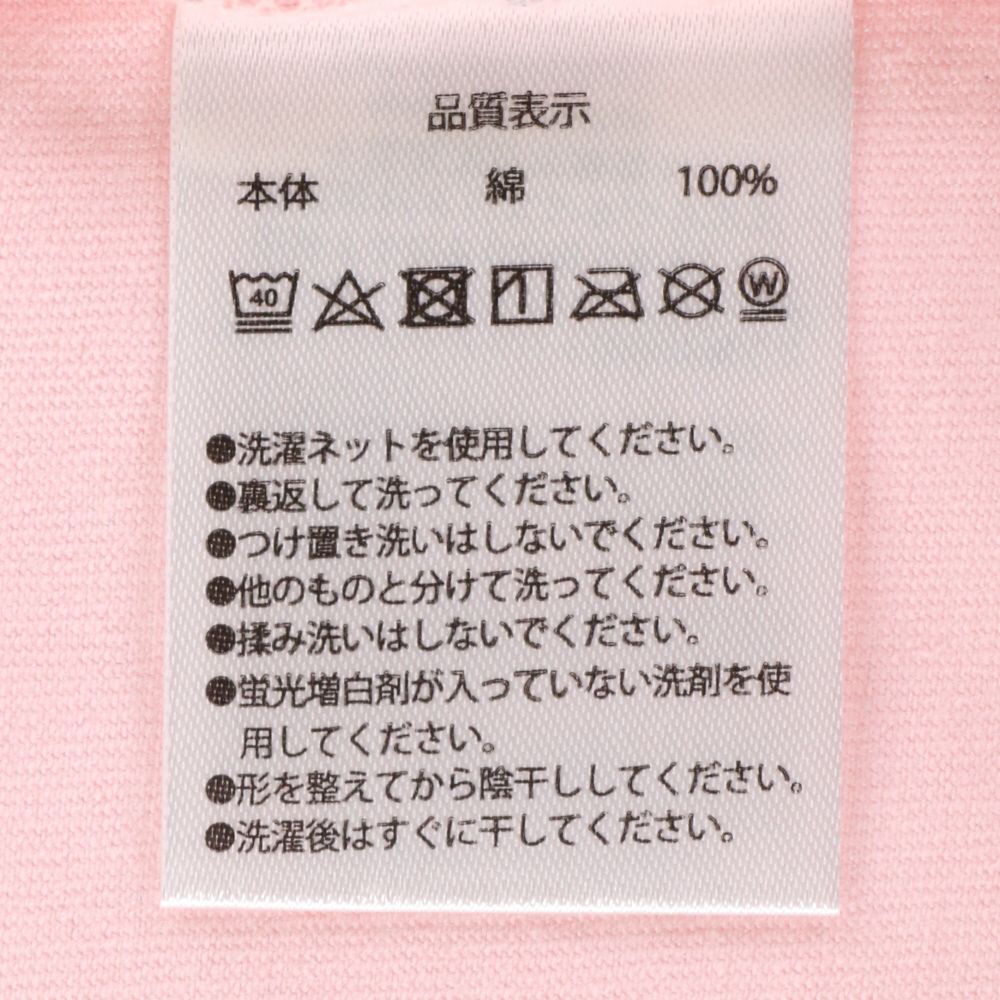 品質表示
本体 綿 100%
40 W
●洗濯ネットを使用してください。
●裏返して洗ってください。
●つけ置き洗いはしないでください。
●他のものと分けて洗ってください。
●揉み洗いはしないでください。
●蛍光増白剤が入っていない洗剤を使
用してください。
●形を整えてから陰干ししてください。
●洗濯後はすぐに干してください。